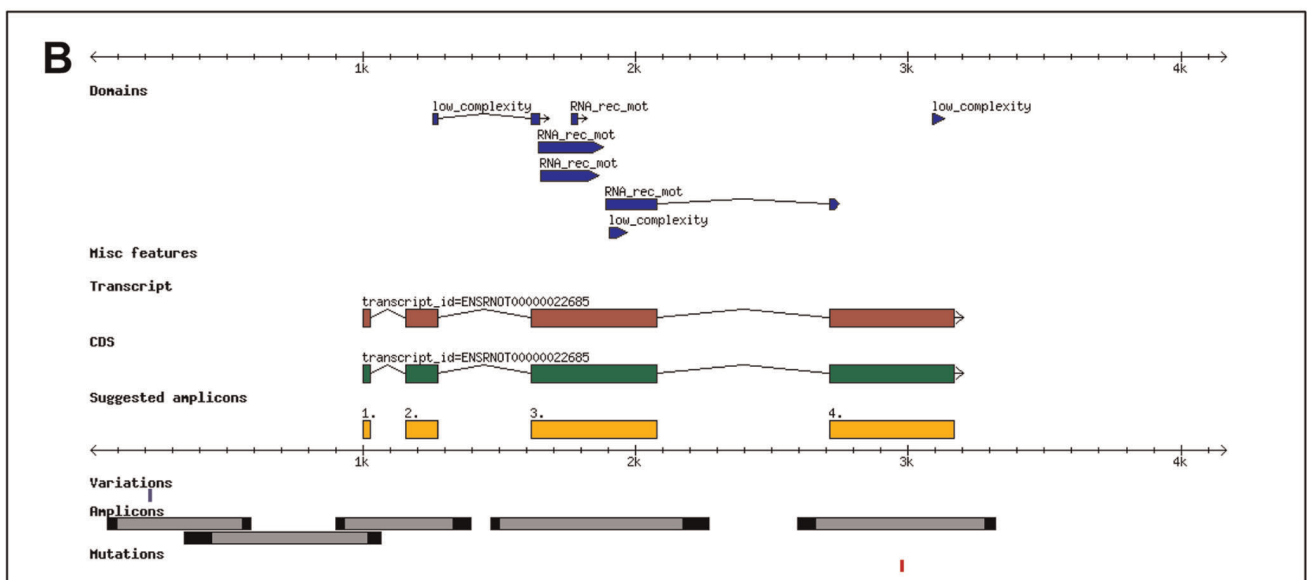 B
1k 2k 3k 4k
Domains
low_complexity RNA_rec_mot low_complexity
RNA_rec_mot
RNA_rec_mot
RNA_rec_mot
low_complexity
Misc features
Transcript
transcript_id=ENSRNOT00000022685
CDS
transcript_id=ENSRNOT00000022685
Suggested amplicons
1. 2. 3. 4.
1k 2k 3k 4k
Variations
Amplicons
Mutations